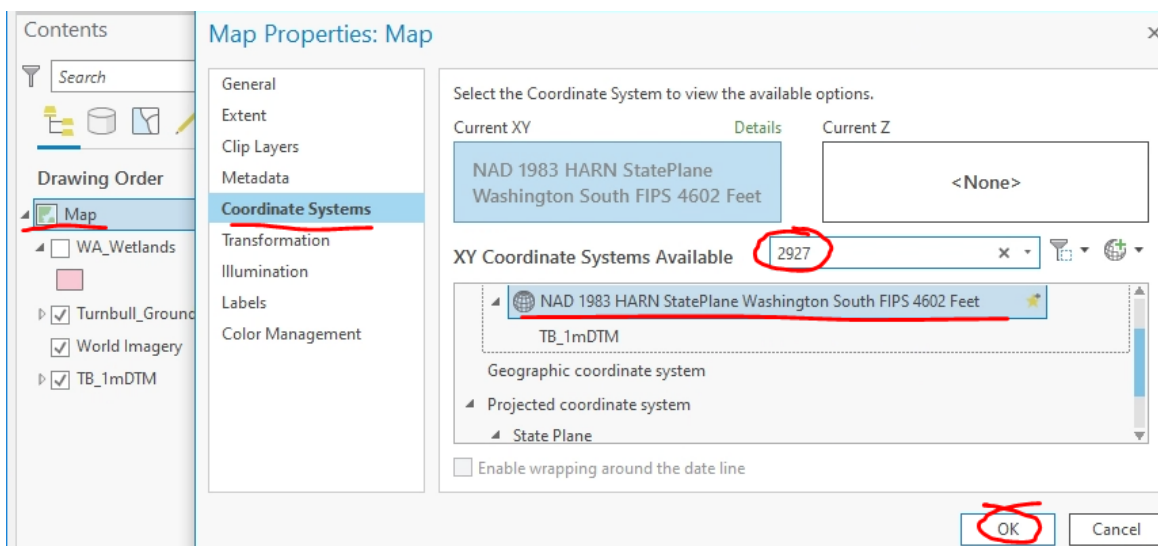 Contents
Search
Drawing Order
Map
WA_Wetlands
Turnbull_Ground
World Imagery
TB_1mDTM
Map Properties: Map
General
Extent
Clip Layers
Metadata
Coordinate Systems
Transformation
Illumination
Labels
Color Management
Select the Coordinate System to view the available options.
Current XY Details Current Z
NAD 1983 HARN StatePlane
Washington South FIPS 4602 Feet
<None>
XY Coordinate Systems Available 2927
NAD 1983 HARN StatePlane Washington South FIPS 4602 Feet
TB_1mDTM
Geographic coordinate system
Projected coordinate system
State Plane
Enable wrapping around the date line
OK Cancel